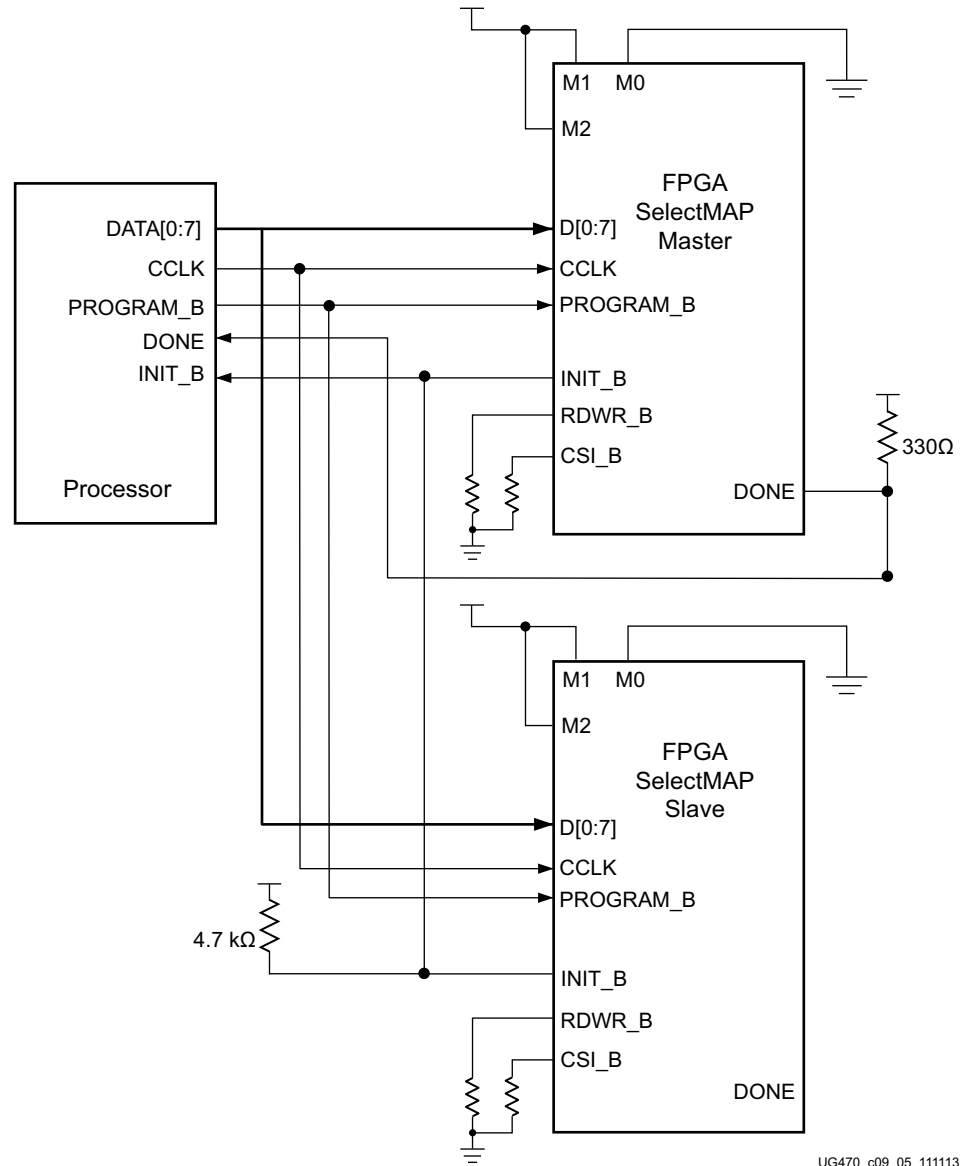 M1 M0
M2
FPGA
SelectMAP
Master
D[0:7]
CCLK
PROGRAM_B
INIT_B
RDWR_B
CSI_B
DONE
DATA[0:7]
CCLK
PROGRAM_B
DONE
INIT_B
Processor
330Ω
M1 M0
M2
FPGA
SelectMAP
Slave
D[0:7]
CCLK
PROGRAM_B
INIT_B
RDWR_B
CSI_B
DONE
4.7 kΩ
UG470_c09_05_111113